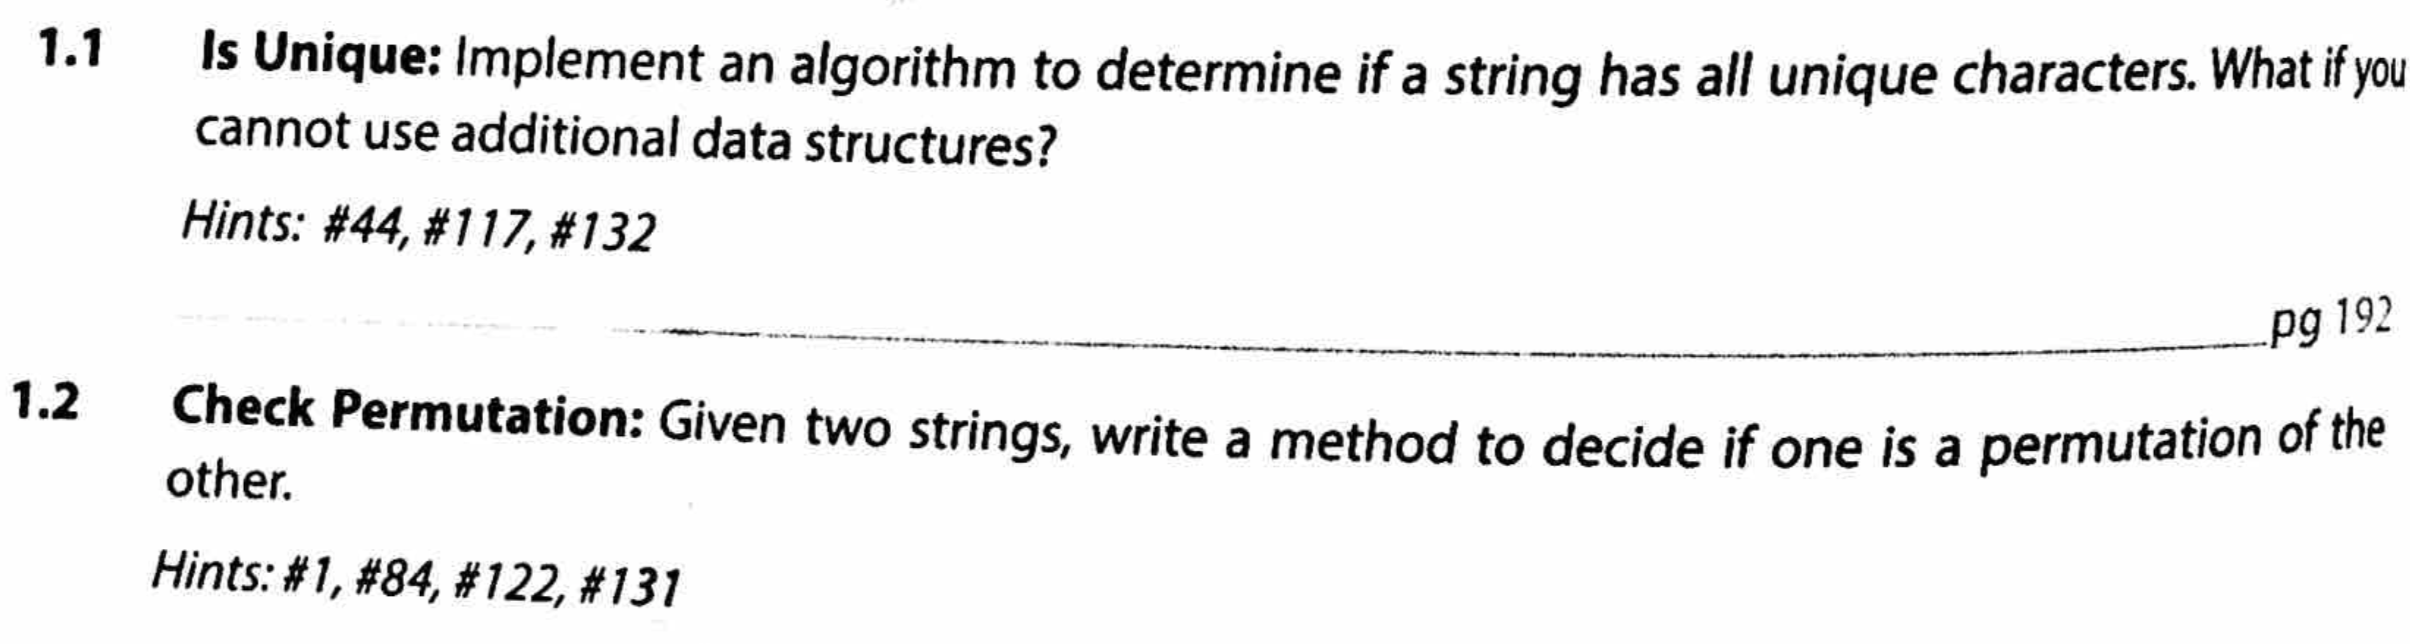 1.1 Is Unique: Implement an algorithm to determine if a string has all unique characters. What if you
cannot use additional data structures?
Hints: #44, #117, #132
pg 192
1.2 Check Permutation: Given two strings, write a method to decide if one is a permutation of the
other.
Hints: #1, #84, #122, #131